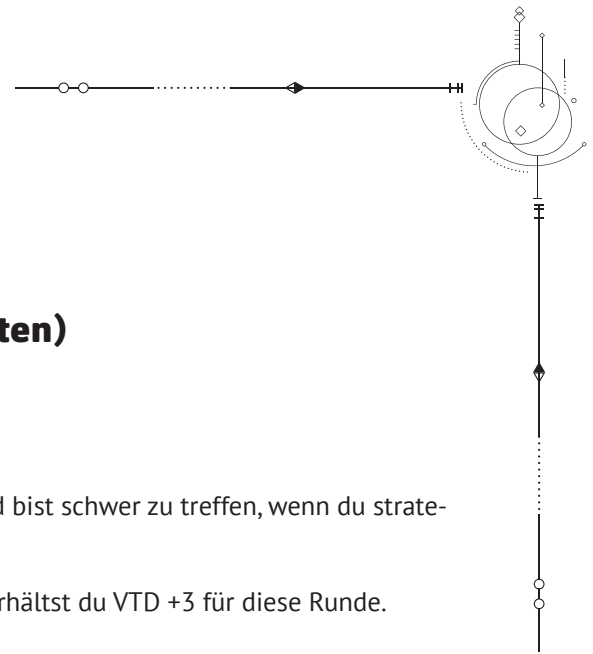 ten)
bist schwer zu treffen, wenn du strate-
rhältst du VTD +3 für diese Runde.